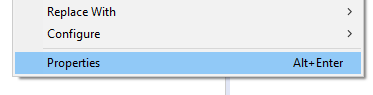 Replace With >
Configure >
Properties Alt+Enter